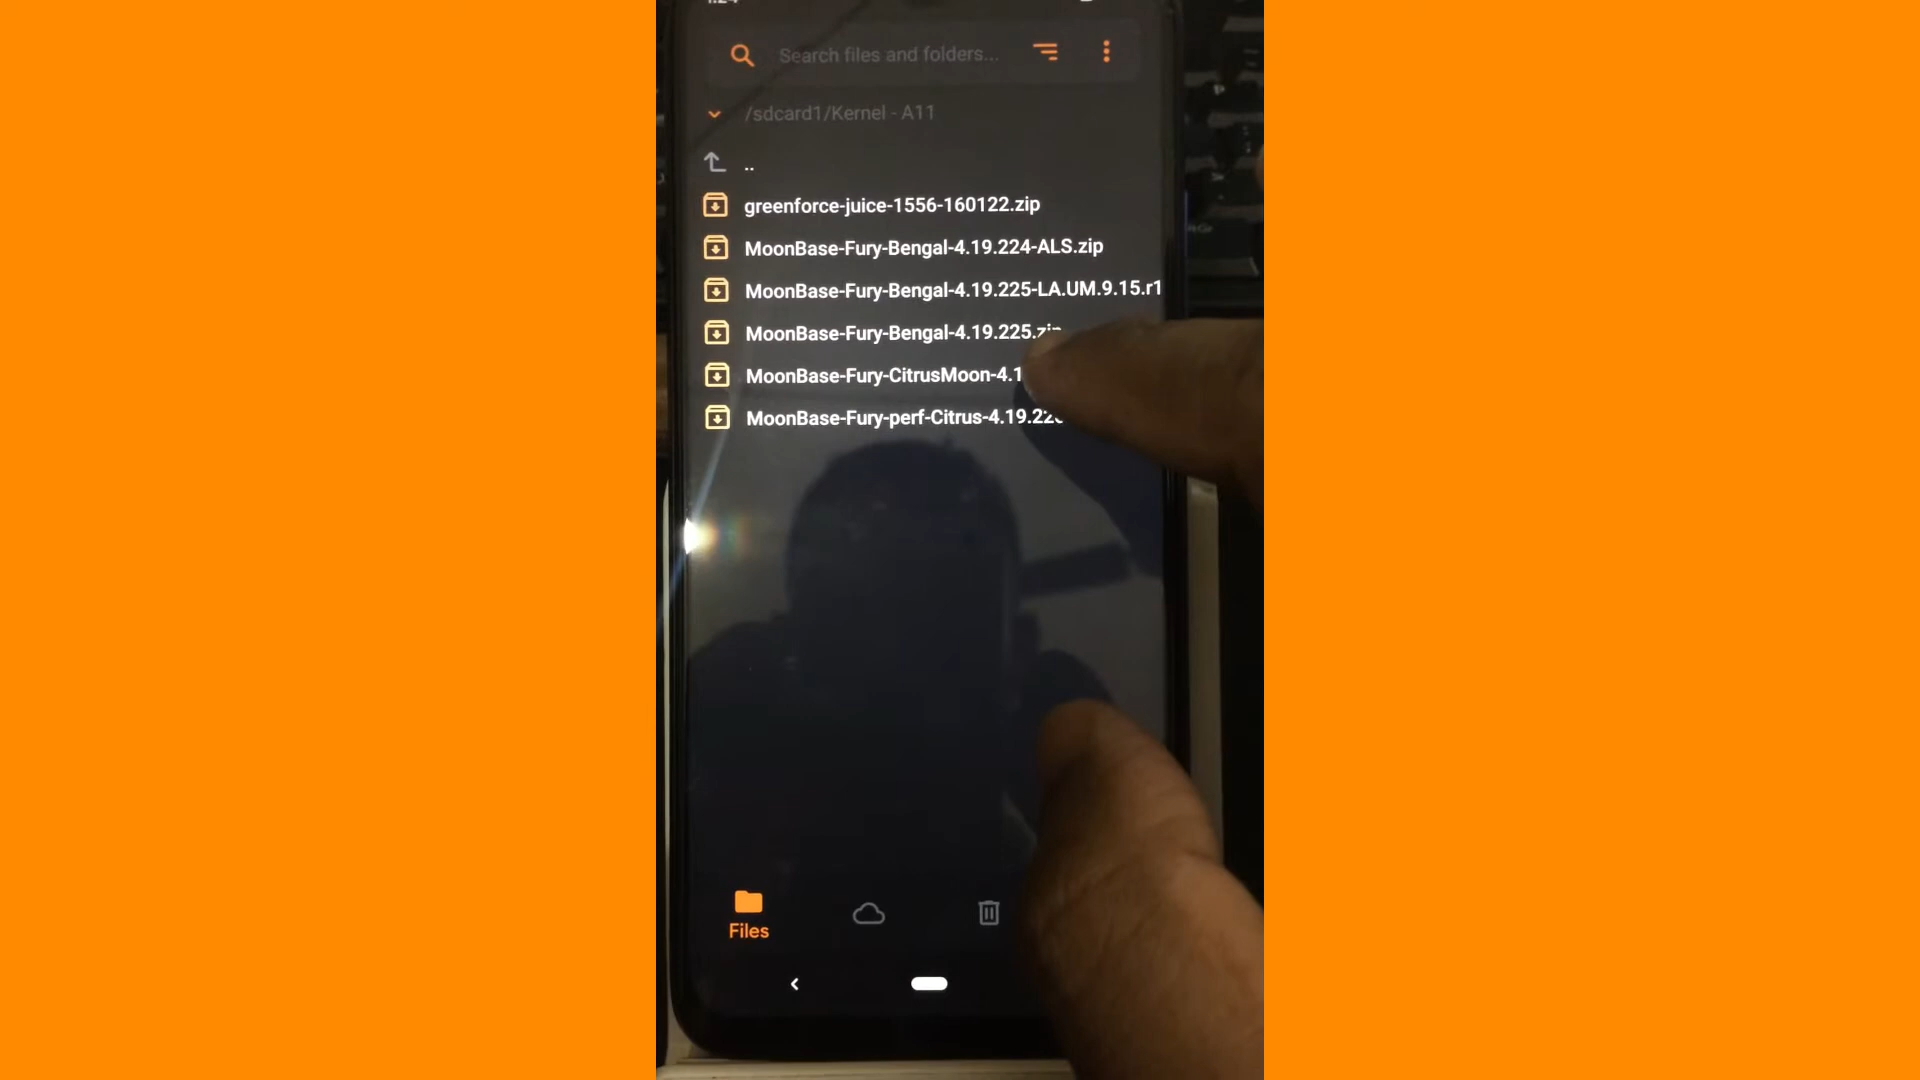 Search files and folders...
/sdcard1/Kernel - A11
..
greenforce-juice-1556-160122.zip
MoonBase-Fury-Bengal-4.19.224-ALS.zip
MoonBase-Fury-Bengal-4.19.225-LA.UM.9.15.r1
MoonBase-Fury-Bengal-4.19.225.zip
MoonBase-Fury-CitrusMoon-4.1
MoonBase-Fury-perf-Citrus-4.19.22
Files